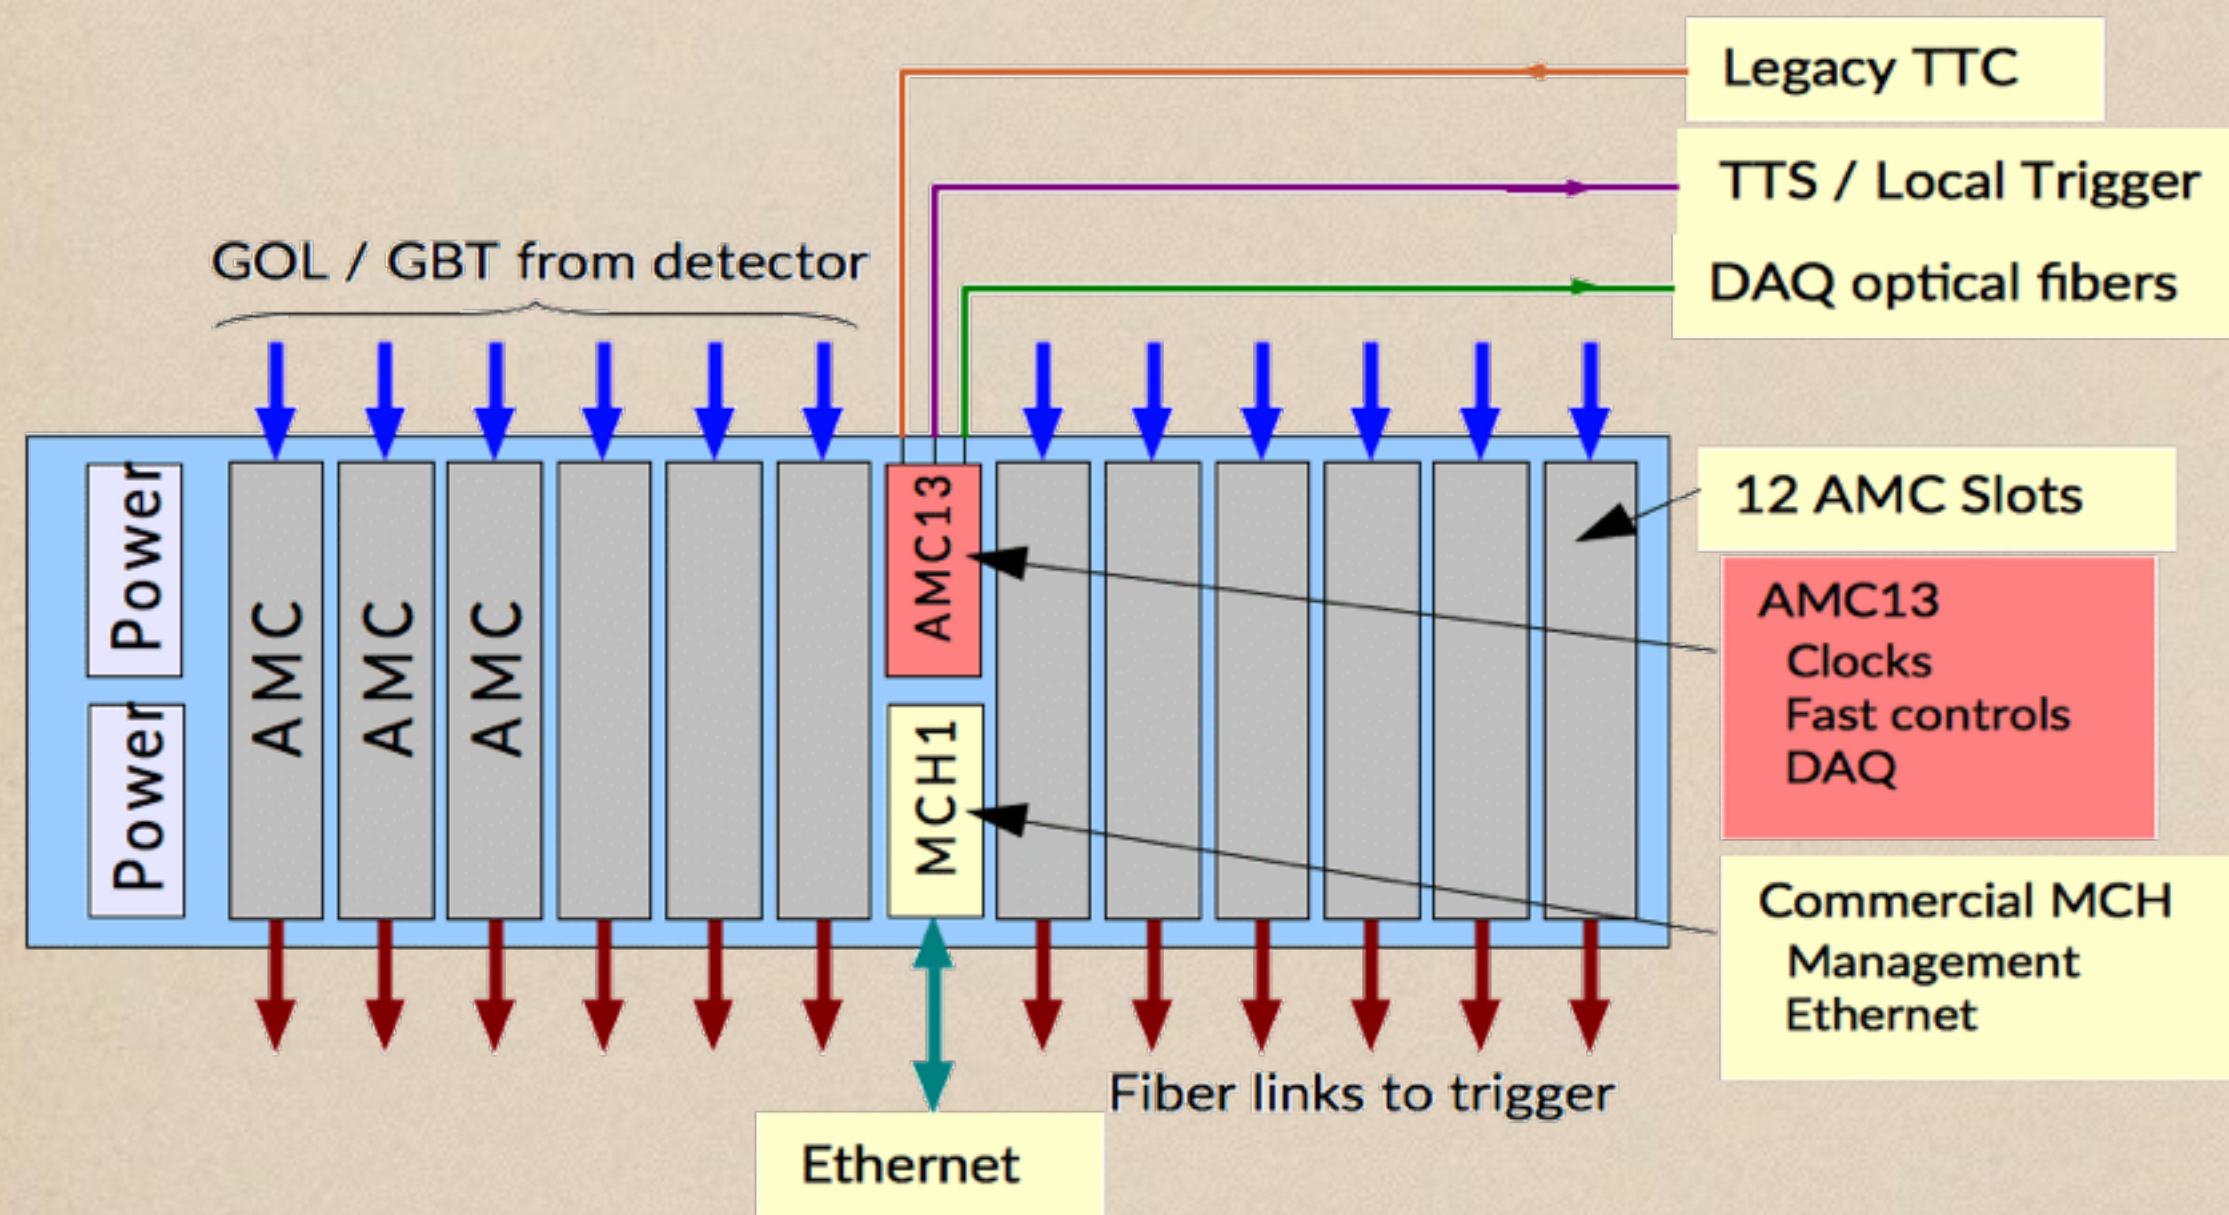 Legacy TTC
TTS / Local Trigger
GOL / GBT from detector
DAQ optical fibers
Power
Power
AMC
AMC
AMC
AMC13
MCH1
12 AMC Slots
AMC13
Clocks
Fast controls
DAQ
Commercial MCH
Management
Ethernet
Fiber links to trigger
Ethernet